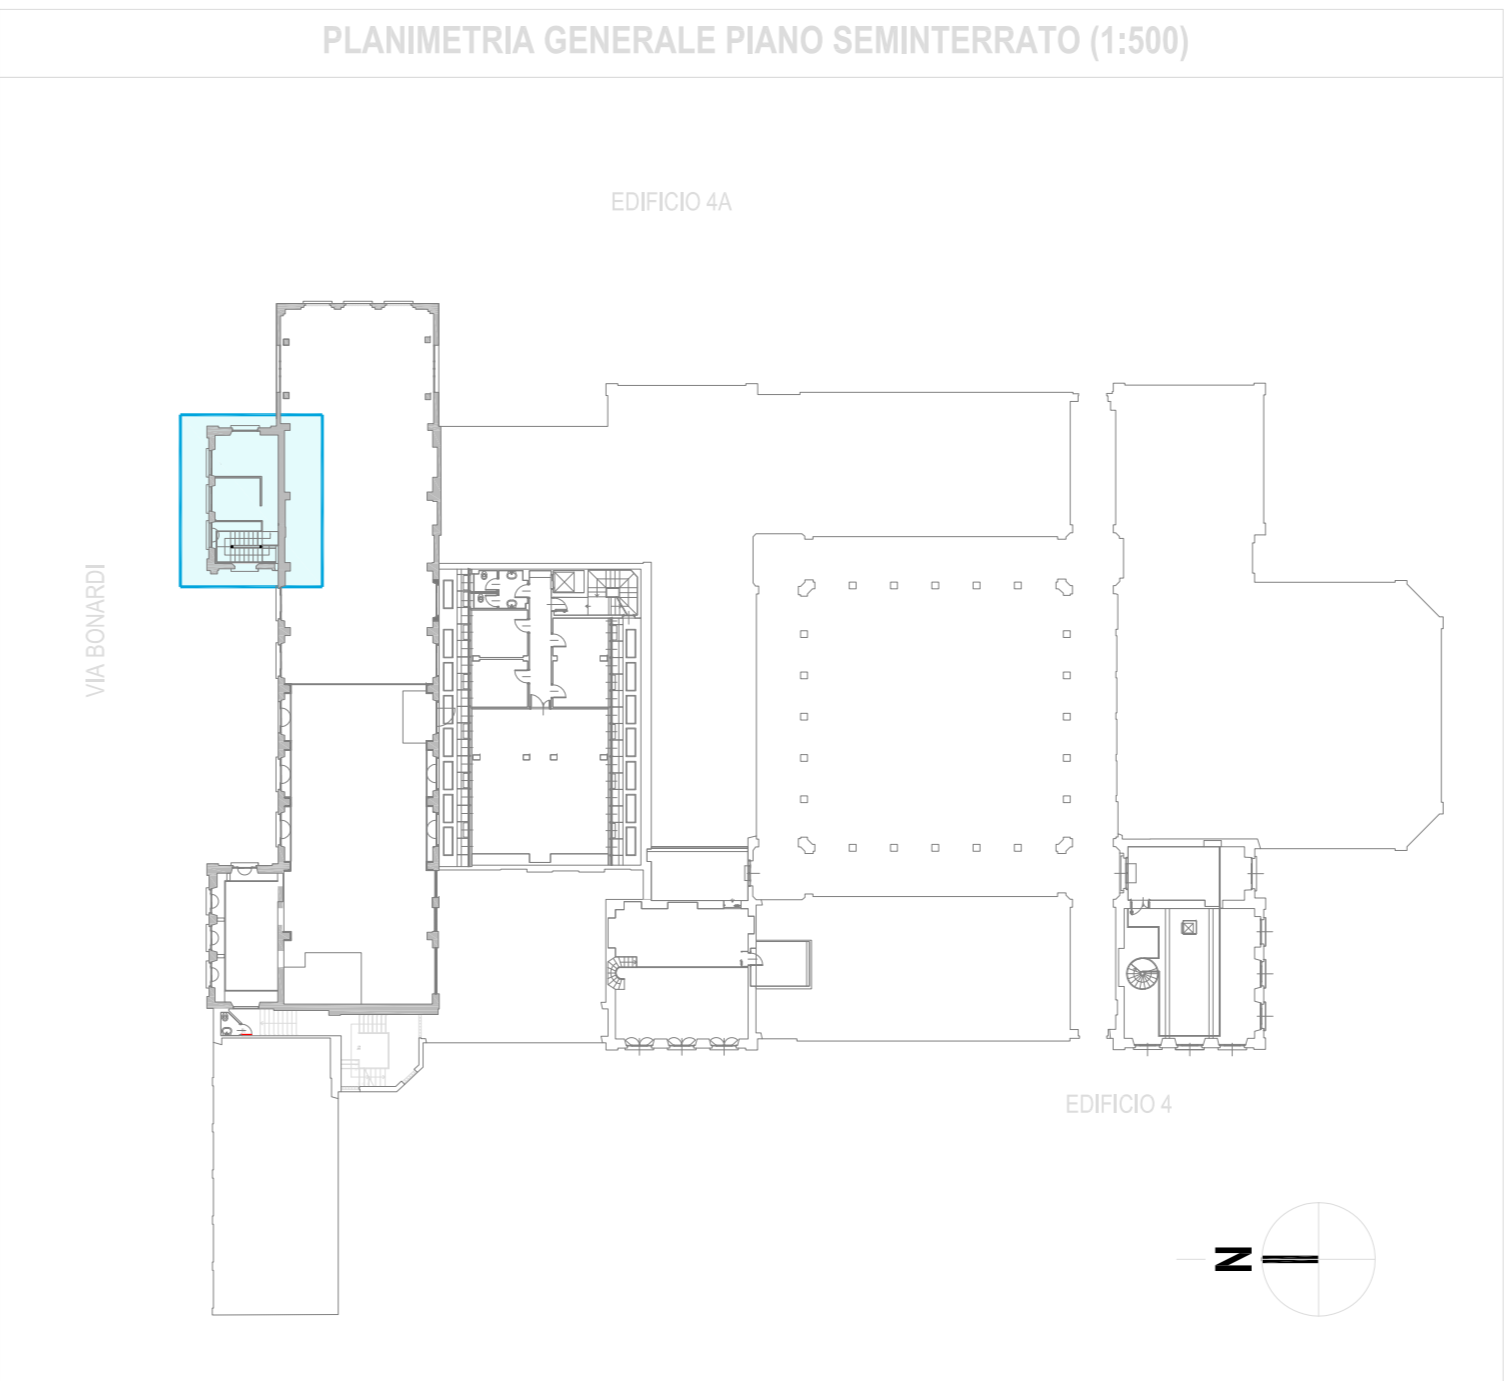 PLANIMETRIA GENERALE PIANO SEMINTERRATO (1:500)
EDIFICIO 4A
VIA BONARDI
EDIFICIO 4
N